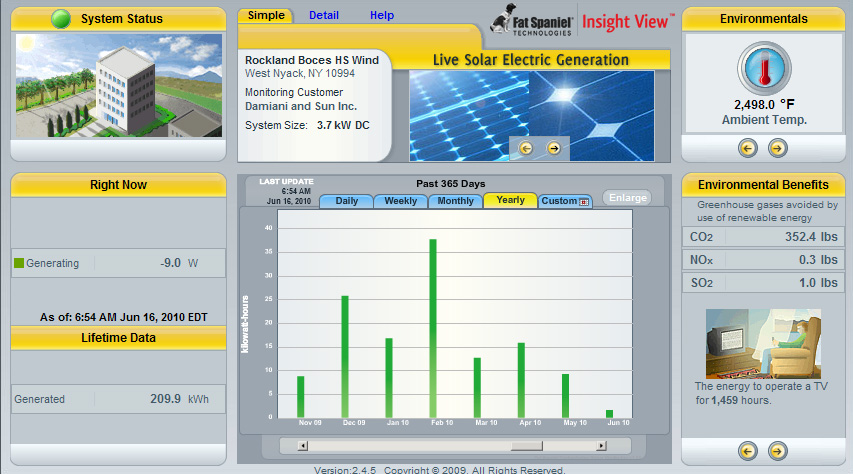 System Status
Simple
Detail
Help
Fat Spaniel
TECHNOLOGIES
Insight View™
Environmentals
Rockland Boces HS Wind
West Nyack, NY 10994
Monitoring Customer
Damiani and Sun Inc.
System Size: 3.7 kW DC
Live Solar Electric Generation
2,498.0 °F
Ambient Temp.
Right Now
Generating -9.0 W
As of: 6:54 AM Jun 16, 2010 EDT
Lifetime Data
Generated 209.9 kWh
LAST UPDATE
6:54 AM
Jun 16, 2010
Past 365 Days
Daily
Weekly
Monthly
Yearly
Custom
Enlarge
kilowatt-hours
40
35
30
25
20
15
10
5
0
Nov 09 Dec 09 Jan 10 Feb 10 Mar 10 Apr 10 May 10 Jun 10
Environmental Benefits
Greenhouse gases avoided by
use of renewable energy
CO2 352.4 lbs
NOx 0.3 lbs
SO2 1.0 lbs
The energy to operate a TV
for 1,459 hours.
Version:2.4.5 Copyright © 2009. All Rights Reserved.